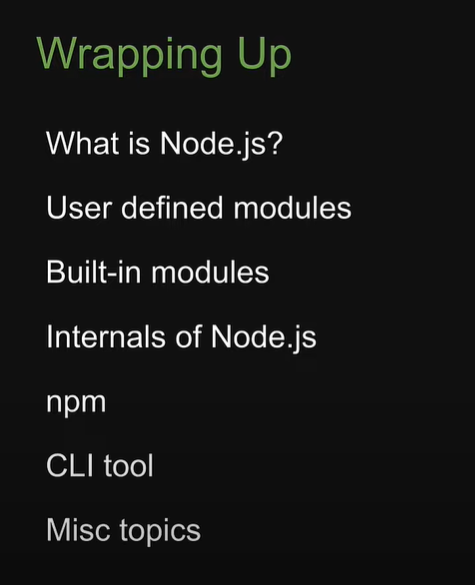 Wrapping Up
What is Node.js?
User defined modules
Built-in modules
Internals of Node.js
npm
CLI tool
Misc topics